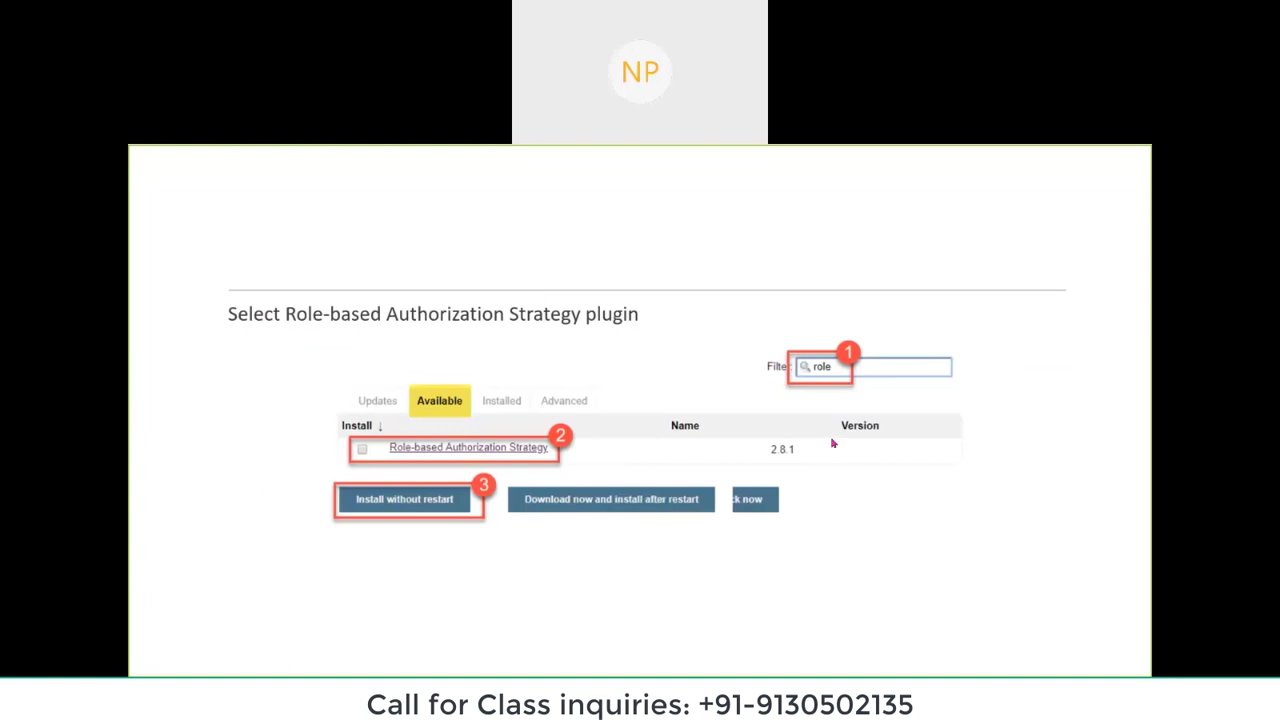 NP
Select Role-based Authorization Strategy plugin
Filter: role
1
Updates Available Installed Advanced
Install ↓ Name Version
Role-based Authorization Strategy 2.8.1
2
3
Install without restart Download now and install after restart ck now
Call for Class inquiries: +91-9130502135